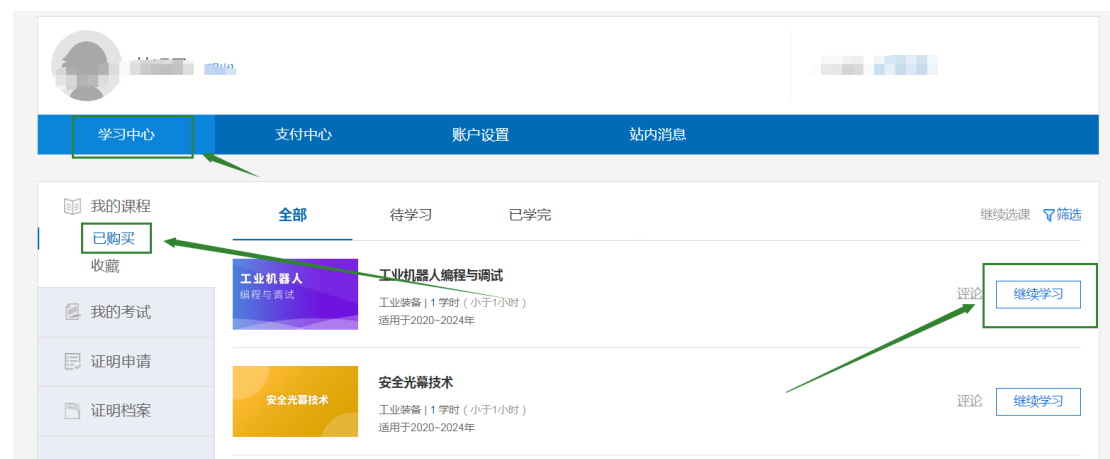 学习中心 支付中心 账户设置 站内消息
我的课程
已购买
收藏
我的考试
证明申请
证明档案
全部 待学习 已学完 继续选课 筛选
工业机器人
编程与调试
工业机器人编程与调试
工业装备 | 1 学时 ( 小于1小时 )
适用于2020~2024年
评论 继续学习
安全光幕技术
安全光幕技术
工业装备 | 1 学时 ( 小于1小时 )
适用于2020~2024年
评论 继续学习